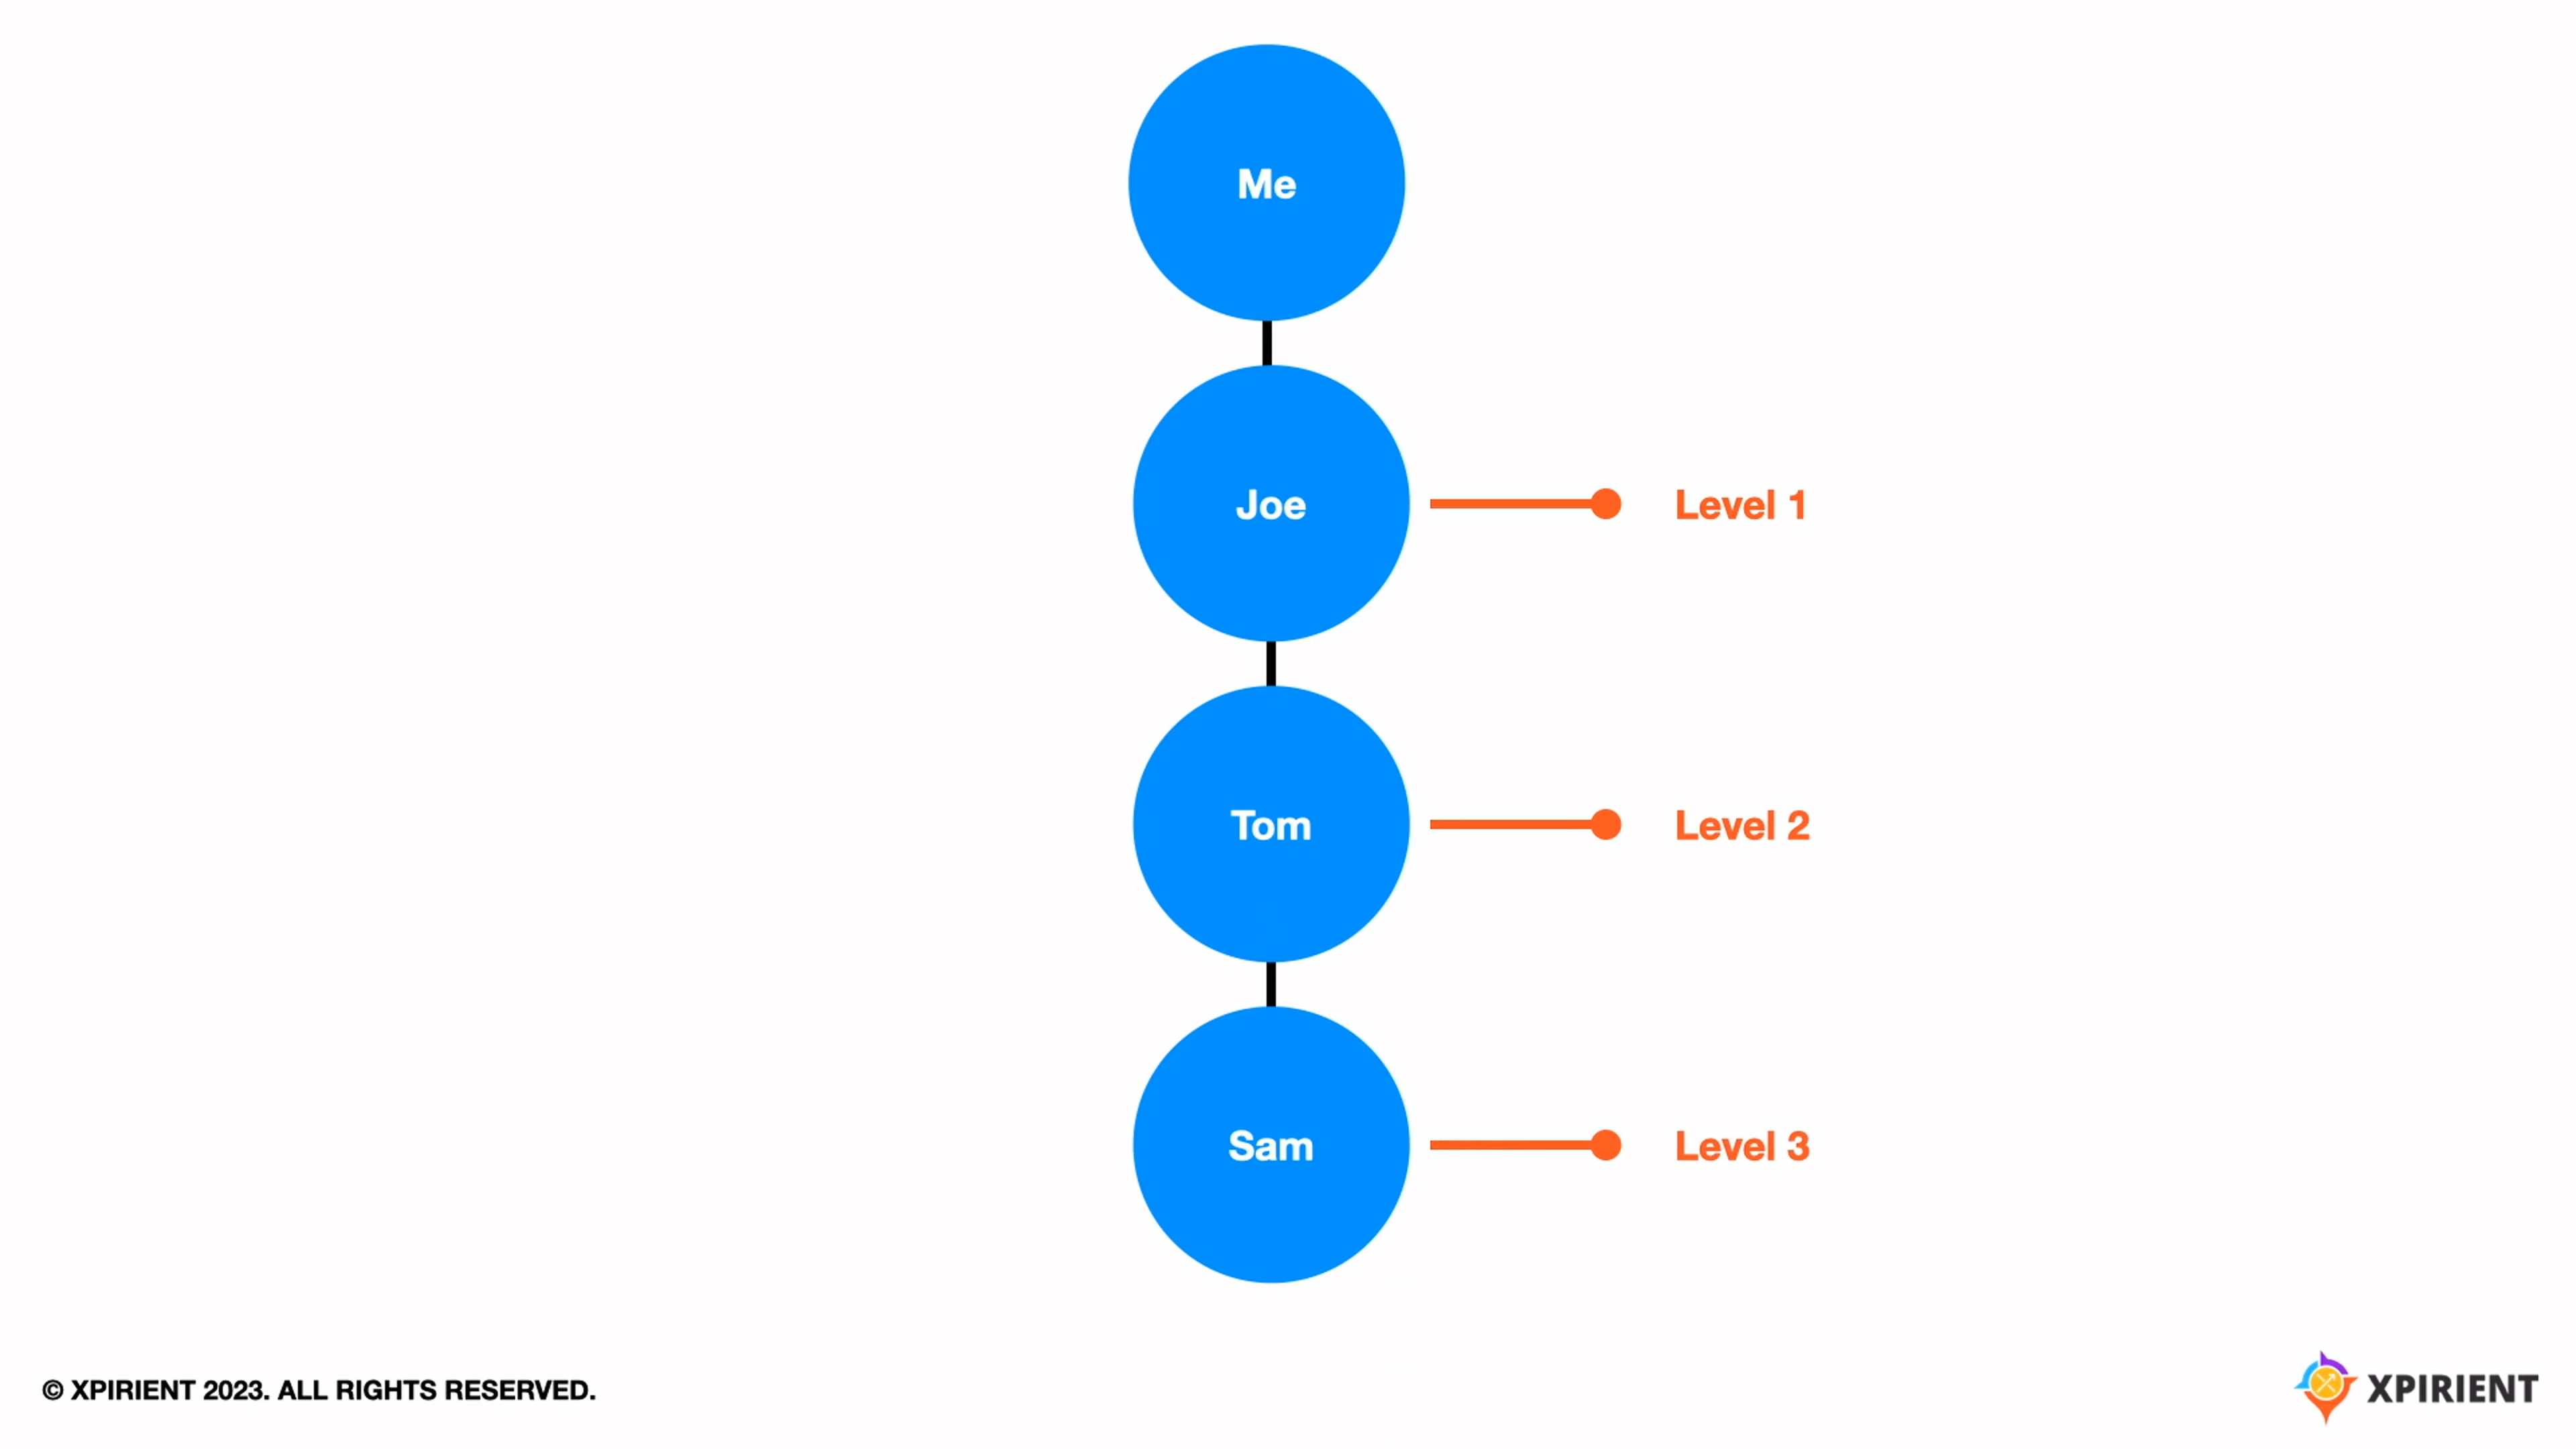 Me
Joe
Level 1
Tom
Level 2
Sam
Level 3
© XPIRIENT 2023. ALL RIGHTS RESERVED.
XPIRIENT